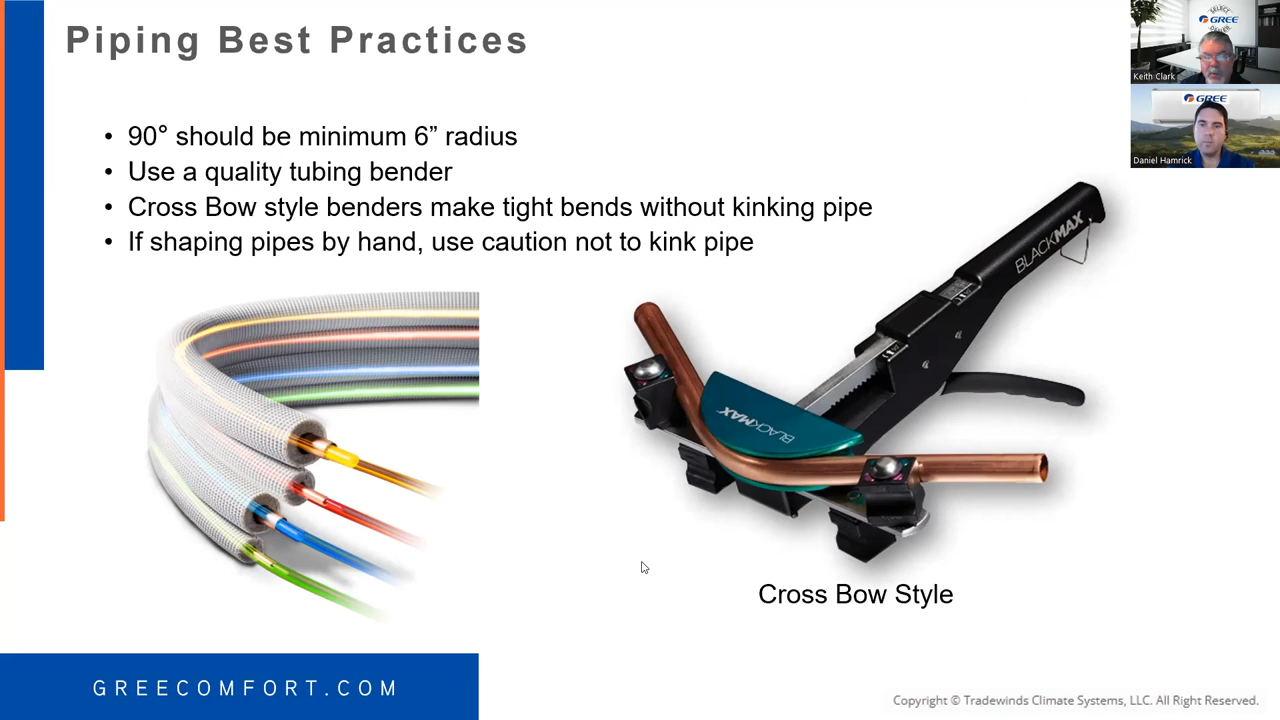 Piping Best Practices
SELECT
GREE
DEALER
Keith Clark
GREE
Daniel Hamrick
• 90° should be minimum 6” radius
• Use a quality tubing bender
• Cross Bow style benders make tight bends without kinking pipe
• If shaping pipes by hand, use caution not to kink pipe
BLACKMAX
BLACKMAX
Cross Bow Style
GREECOMFORT.COM
Copyright © Tradewinds Climate Systems, LLC. All Right Reserved.